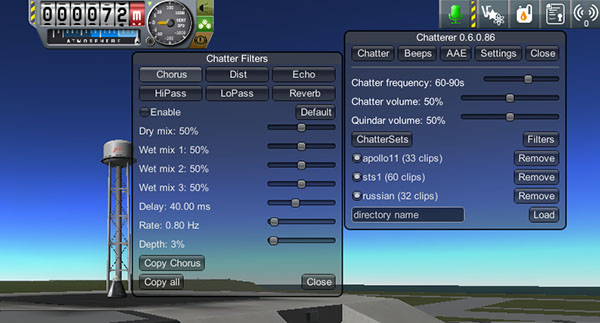 000072 m
ATMOSPHERE
Chatter Filters
Chorus Dist Echo
HiPass LoPass Reverb
Enable Default
Dry mix: 50%
Wet mix 1: 50%
Wet mix 2: 50%
Wet mix 3: 50%
Delay: 40.00 ms
Rate: 0.80 Hz
Depth: 3%
Copy Chorus
Copy all Close
Chatterer 0.6.0.86
Chatter Beeps AAE Settings Close
Chatter frequency: 60-90s
Chatter volume: 50%
Quindar volume: 50%
ChatterSets Filters
apollo11 (33 clips) Remove
sts1 (60 clips) Remove
russian (32 clips) Remove
directory name Load